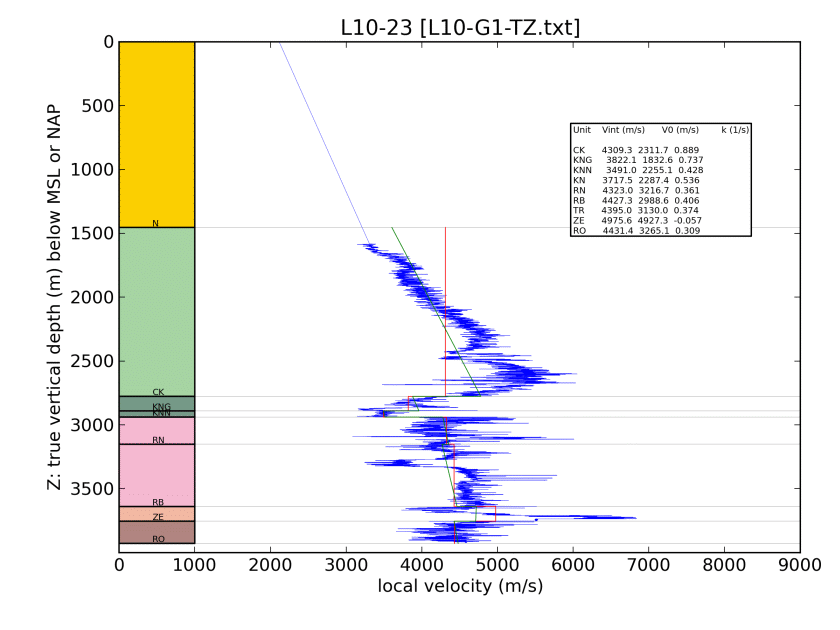 L10-23 [L10-G1-TZ.txt]
Z: true vertical depth (m) below MSL or NAP
0
500
1000
1500
2000
2500
3000
3500
N
CK
KNG
KNN
RN
RB
ZE
RO
Unit Vint (m/s) V0 (m/s) k (1/s)
CK 4309.3 2311.7 0.889
KNG 3822.1 1832.6 0.737
KNN 3491.0 2255.1 0.428
KN 3717.5 2287.4 0.536
RN 4323.0 3216.7 0.361
RB 4427.3 2988.6 0.406
TR 4395.0 3130.0 0.374
ZE 4975.6 4927.3 -0.057
RO 4431.4 3265.1 0.309
0 1000 2000 3000 4000 5000 6000 7000 8000 9000
local velocity (m/s)